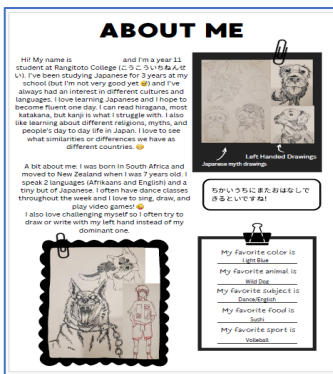 ABOUT ME
Hi! My name is and I'm a year 11
student at Rangitoto College (こうこういちねんせ
い). I've been studying Japanese for 3 years at my
school (but I'm not very good yet 😅) and I've
always had an interest in different cultures and
languages. I love learning Japanese and I hope to
become fluent in Japanese one day. I can read hiragana, most
katakana, but kanji is what I struggle with. I also
like learning about different religions, myths, and
people's day to day life in Japan. I love to see
what similarities or differences we have as
different countries. 😊
A bit about me: I was born in South Africa and
moved to New Zealand when I was 7 years old. I
speak 2 languages (Afrikaans and English) and a
tiny but of Japanese. I often have dance classes
throughout the week and I love to sing, draw, and
play video games! 😄
I also love challenging myself so I often try to
draw or write with my left hand instead of my
dominant one.
Left Handed Drawings
Japanese myth drawings
ちかいうちにまたおはなしで
きるといですね!
My favorite color is
Light Blue
My favorite animal is
Wild Dog
My favorite subject is
Dance/English
My favorite food is
Sushi
My favorite sport is
Volleball